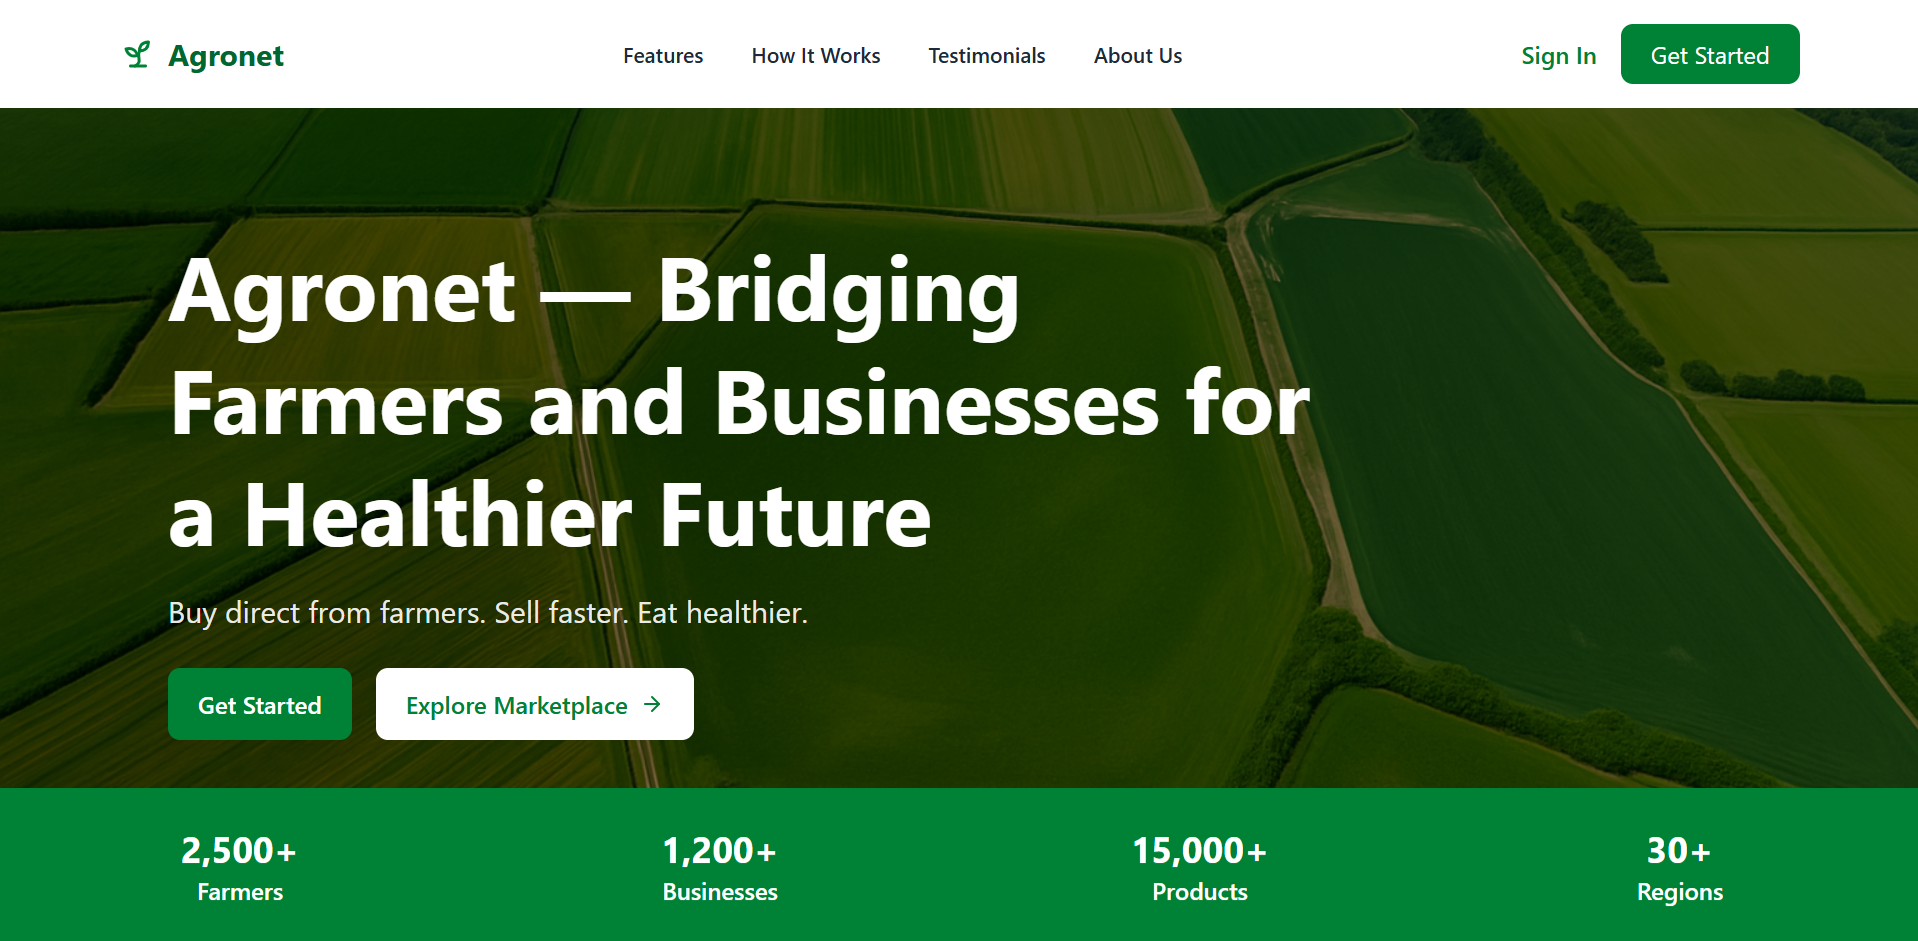 Agronet
Features
How It Works
Testimonials
About Us
Sign In
Get Started
Agronet — Bridging
Farmers and Businesses for
a Healthier Future
Buy direct from farmers. Sell faster. Eat healthier.
Get Started
Explore Marketplace →
2,500+
Farmers
1,200+
Businesses
15,000+
Products
30+
Regions